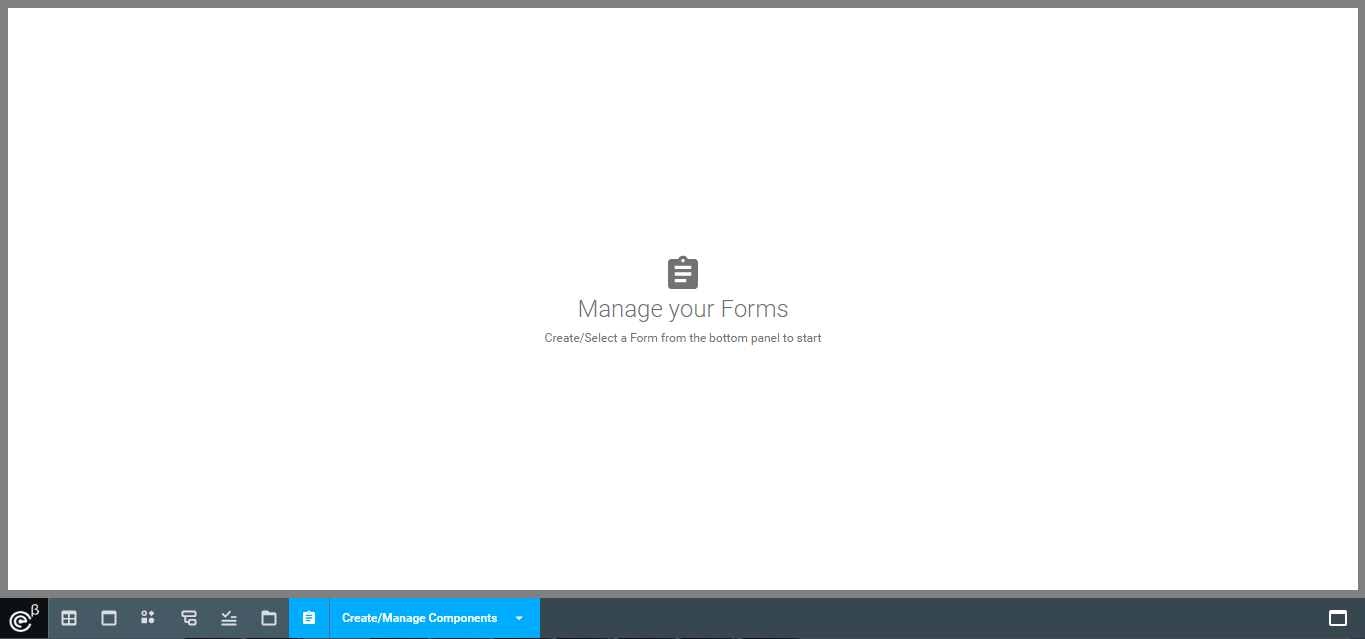 Manage your Forms
Create/Select a Form from the bottom panel to start
e β
Create/Manage Components